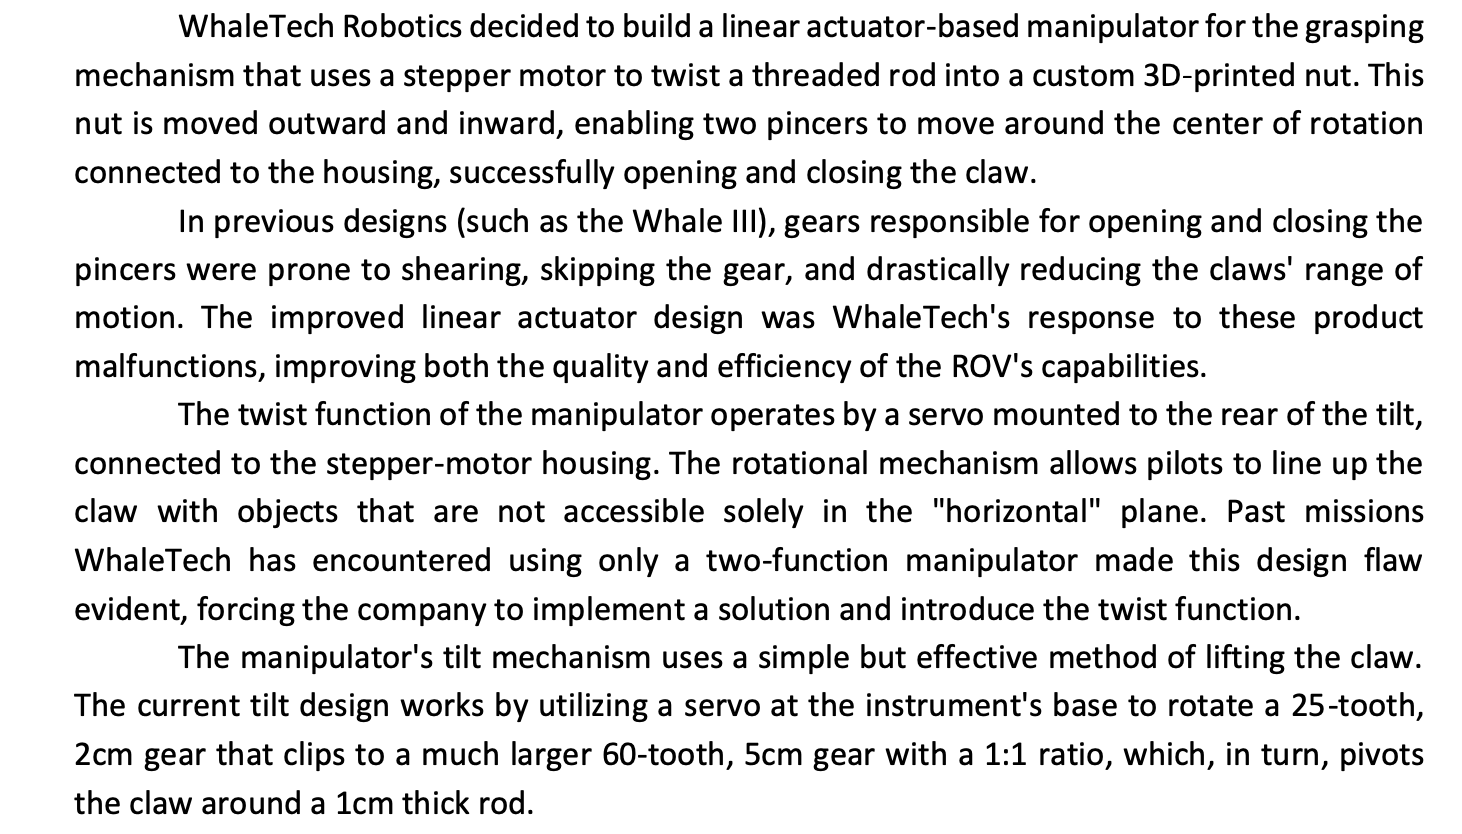 WhaleTech Robotics decided to build a linear actuator-based manipulator for the grasping
mechanism that uses a stepper motor to twist a threaded rod into a custom 3D-printed nut. This
nut is moved outward and inward, enabling two pincers to move around the center of rotation
connected to the housing, successfully opening and closing the claw.
In previous designs (such as the Whale III), gears responsible for opening and closing the
pincers were prone to shearing, skipping the gear, and drastically reducing the claws' range of
motion. The improved linear actuator design was WhaleTech's response to these product
malfunctions, improving both the quality and efficiency of the ROV's capabilities.
The twist function of the manipulator operates by a servo mounted to the rear of the tilt,
connected to the stepper-motor housing. The rotational mechanism allows pilots to line up the
claw with objects that are not accessible solely in the "horizontal" plane. Past missions
WhaleTech has encountered using only a two-function manipulator made this design flaw
evident, forcing the company to implement a solution and introduce the twist function.
The manipulator's tilt mechanism uses a simple but effective method of lifting the claw.
The current tilt design works by utilizing a servo at the instrument's base to rotate a 25-tooth,
2cm gear that clips to a much larger 60-tooth, 5cm gear with a 1:1 ratio, which, in turn, pivots
the claw around a 1cm thick rod.